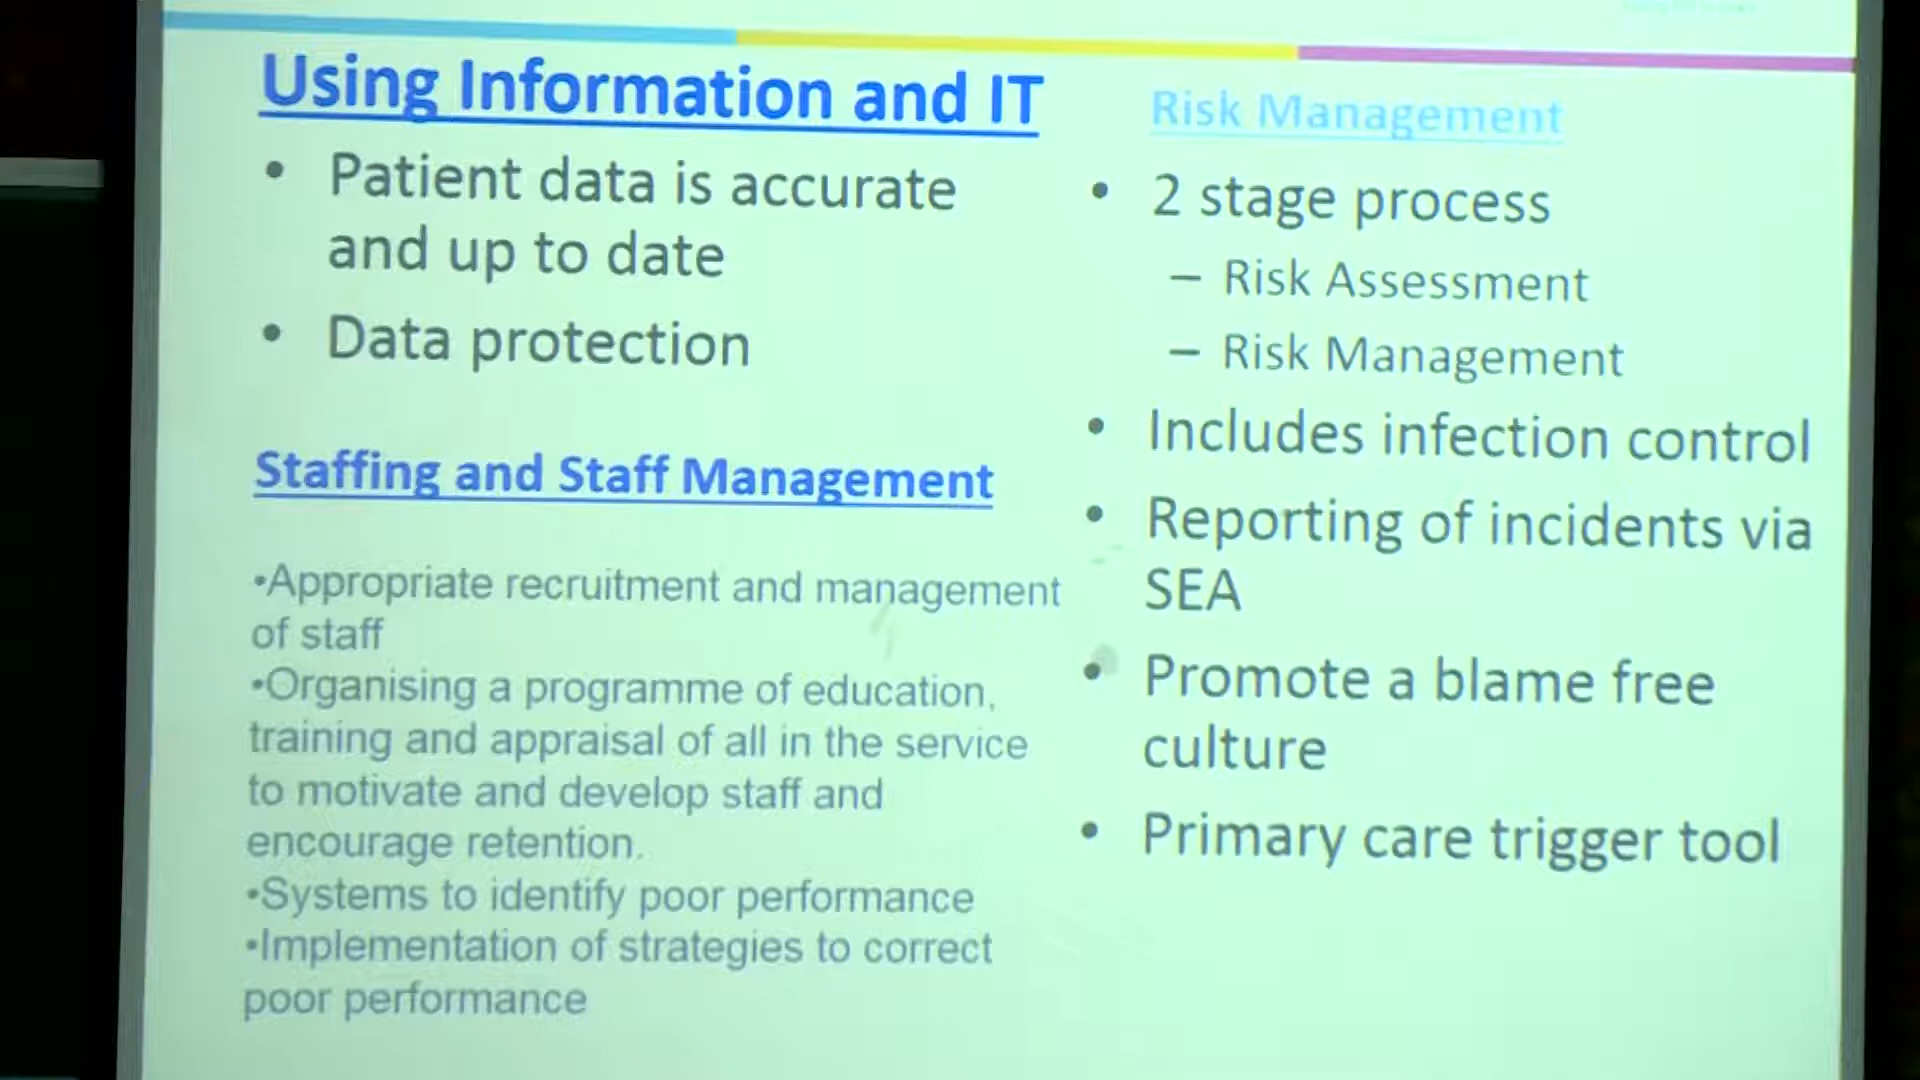 Using Information and IT
• Patient data is accurate
and up to date
• Data protection
Staffing and Staff Management
•Appropriate recruitment and management
of staff
•Organising a programme of education,
training and appraisal of all in the service
to motivate and develop staff and
encourage retention.
•Systems to identify poor performance
•Implementation of strategies to correct
poor performance
Risk Management
• 2 stage process
– Risk Assessment
– Risk Management
• Includes infection control
• Reporting of incidents via
SEA
• Promote a blame free
culture
• Primary care trigger tool